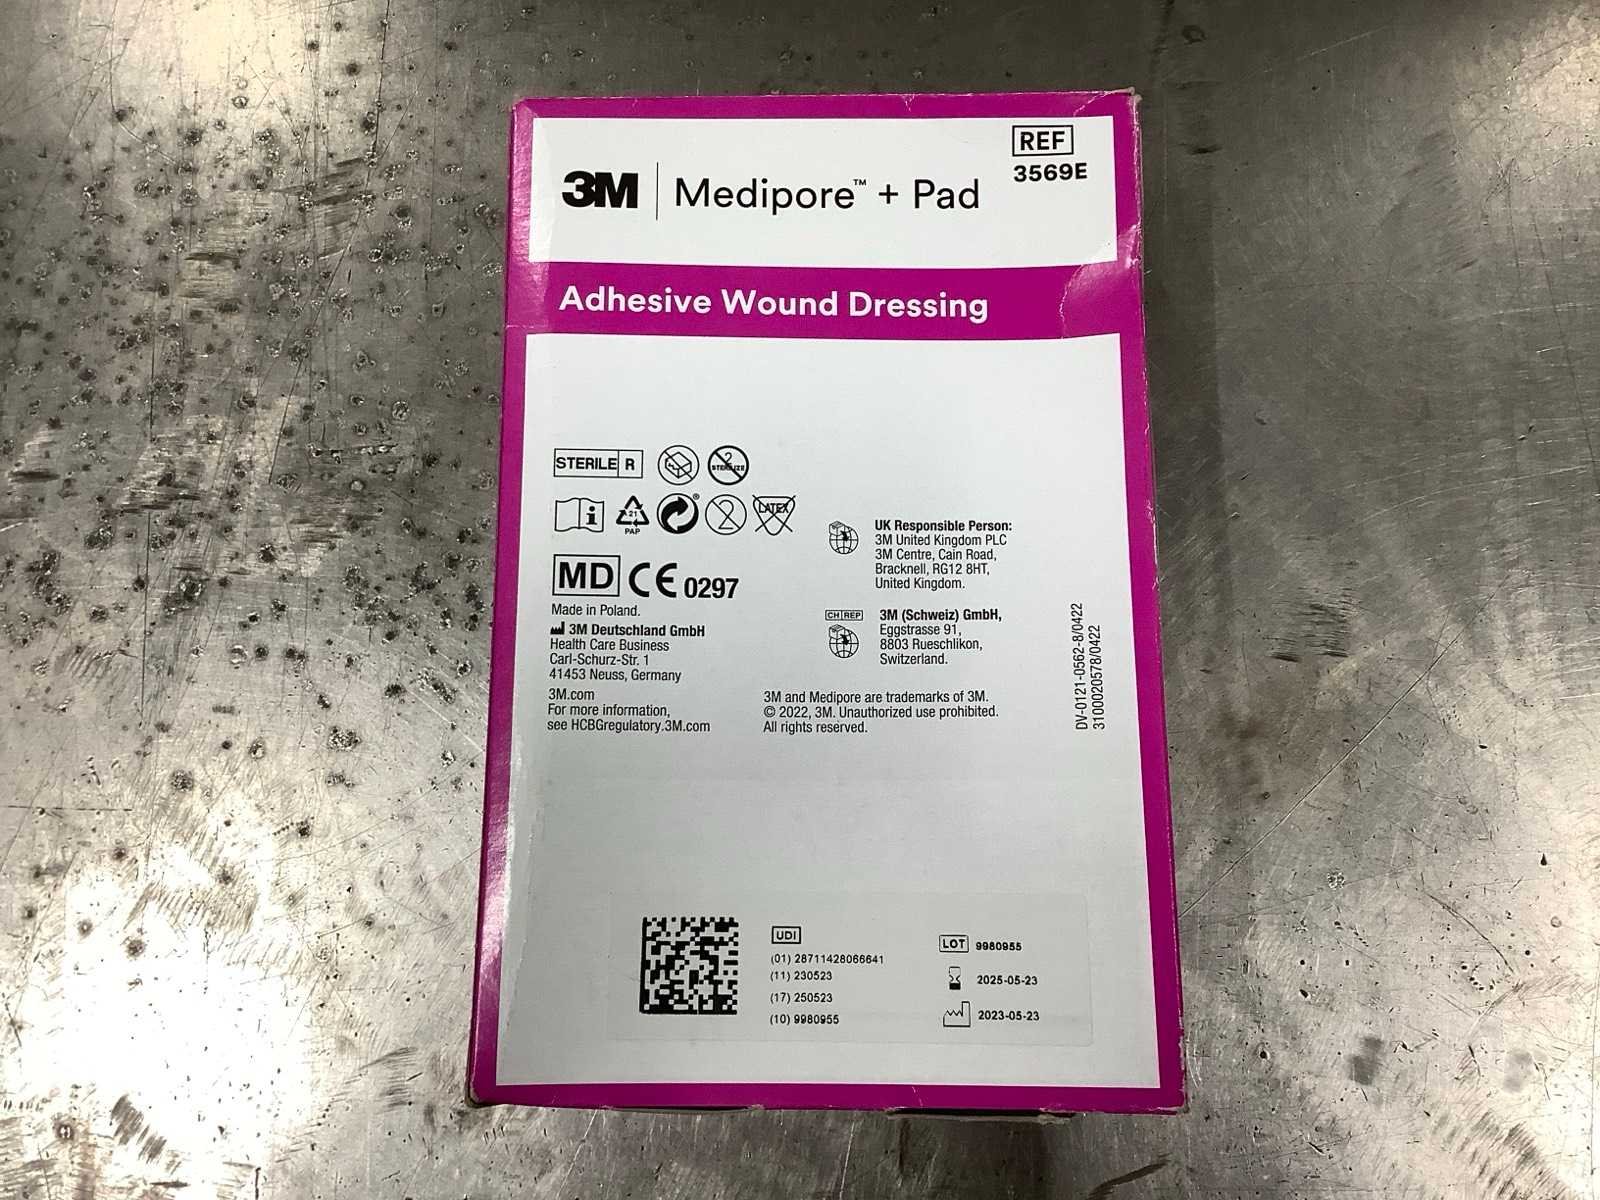 3M Medipore™ + Pad
REF
3569E
Adhesive Wound Dressing
STERILE R
2
STERILIZE
21
PAP
2
LATEX
MD CE 0297
Made in Poland.
3M Deutschland GmbH
Health Care Business
Carl-Schurz-Str. 1
41453 Neuss, Germany
3M.com
For more information,
see HCBGregulatory.3M.com
UK Responsible Person:
3M United Kingdom PLC
3M Centre, Cain Road,
Bracknell, RG12 8HT,
United Kingdom.
CH REP
3M (Schweiz) GmbH,
Eggstrasse 91,
8803 Rueschlikon,
Switzerland.
3M and Medipore are trademarks of 3M.
© 2022, 3M. Unauthorized use prohibited.
All rights reserved.
DV-0121-0562-8/0422
3100020578/0422
UDI
(01) 28711428066641
(11) 230523
(17) 250523
(10) 9980955
LOT 9980955
2025-05-23
2023-05-23